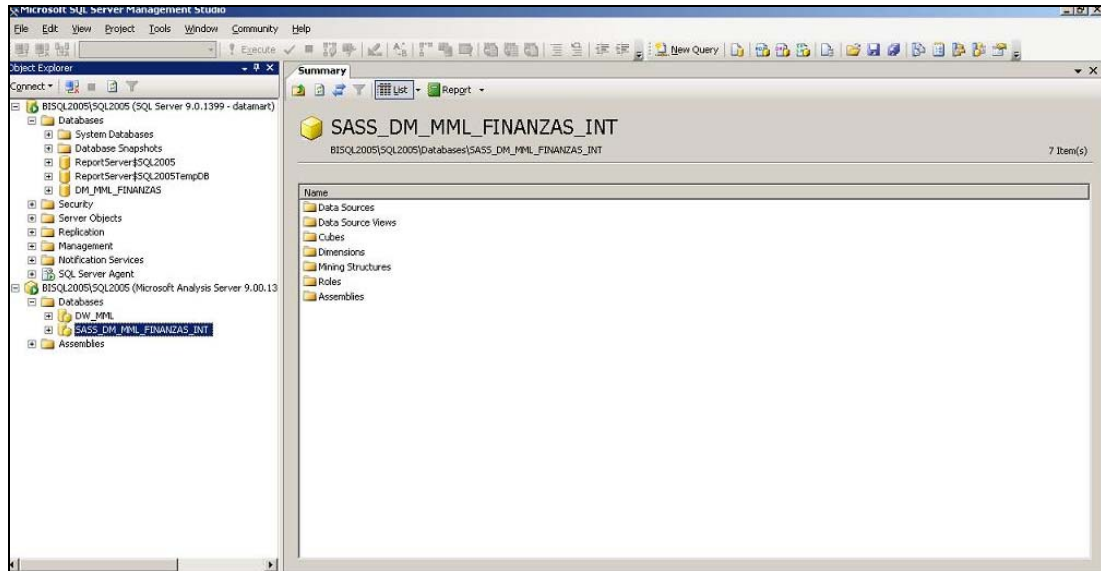 Microsoft SQL Server Management Studio
File Edit View Project Tools Window Community Help
Execute New Query
Object Explorer
Connect
BISQL2005\SQL2005 (SQL Server 9.0.1399 - datamart)
Databases
System Databases
Database Snapshots
ReportServer$SQL2005
ReportServer$SQL2005TempDB
DM_MML_FINANZAS
Security
Server Objects
Replication
Management
Notification Services
SQL Server Agent
BISQL2005\SQL2005 (Microsoft Analysis Server 9.00.13
Databases
DW_MML
SASS_DM_MML_FINANZAS_INT
Assemblies
Summary
List Report
SASS_DM_MML_FINANZAS_INT
BISQL2005\SQL2005\Databases\SASS_DM_MML_FINANZAS_INT 7 Item(s)
Name
Data Sources
Data Source Views
Cubes
Dimensions
Mining Structures
Roles
Assemblies